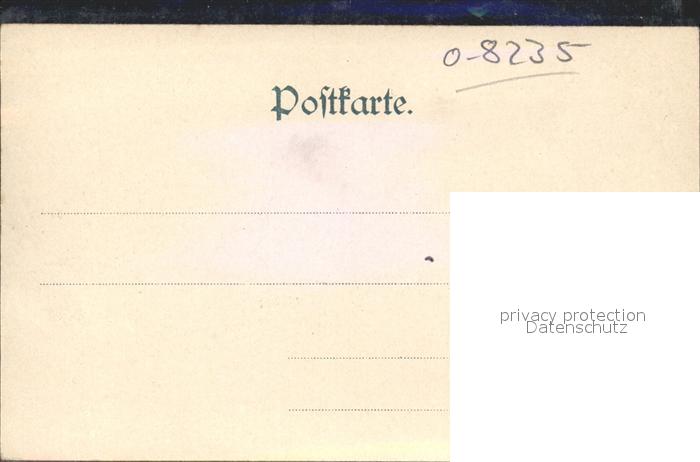 0-8235
Poſtkarte.
privacy protection
Datenschutz